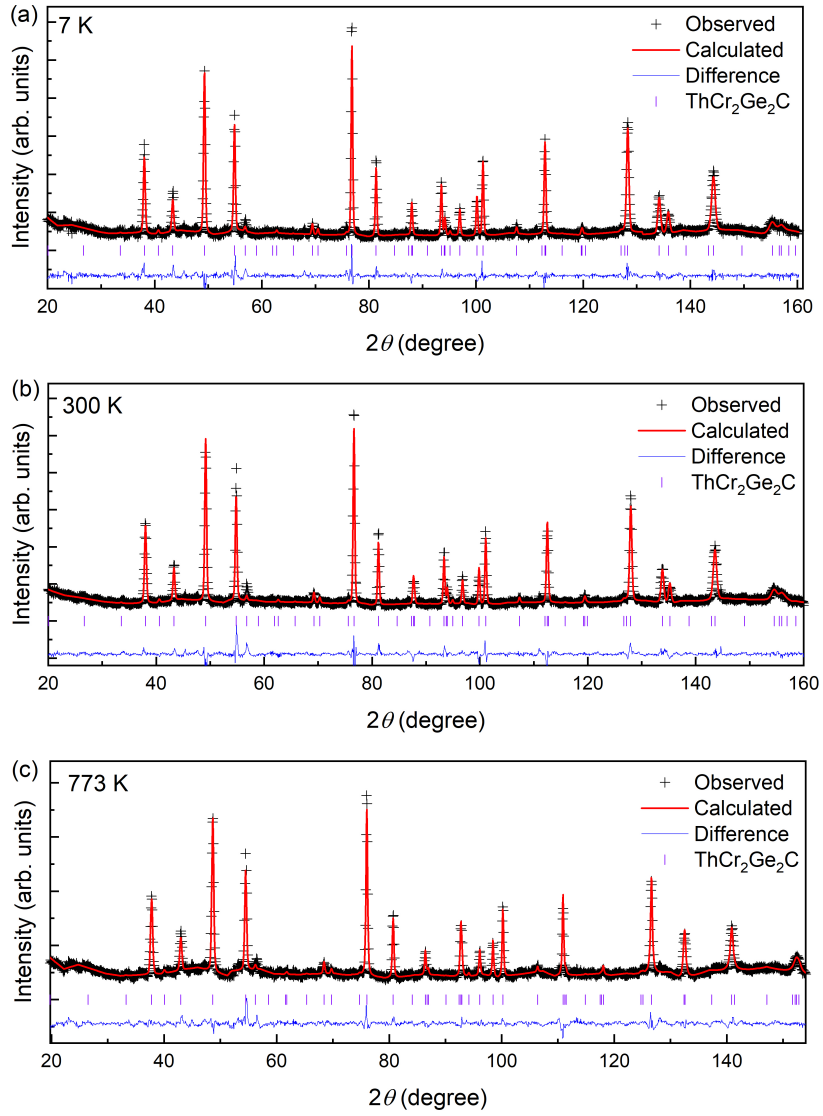 (a)
7 K
Observed
Calculated
Difference
ThCr₂Ge₂C
Intensity (arb. units)
20 40 60 80 100 120 140 160
2θ (degree)
(b)
300 K
Observed
Calculated
Difference
ThCr₂Ge₂C
Intensity (arb. units)
20 40 60 80 100 120 140 160
2θ (degree)
(c)
773 K
Observed
Calculated
Difference
ThCr₂Ge₂C
Intensity (arb. units)
20 40 60 80 100 120 140
2θ (degree)